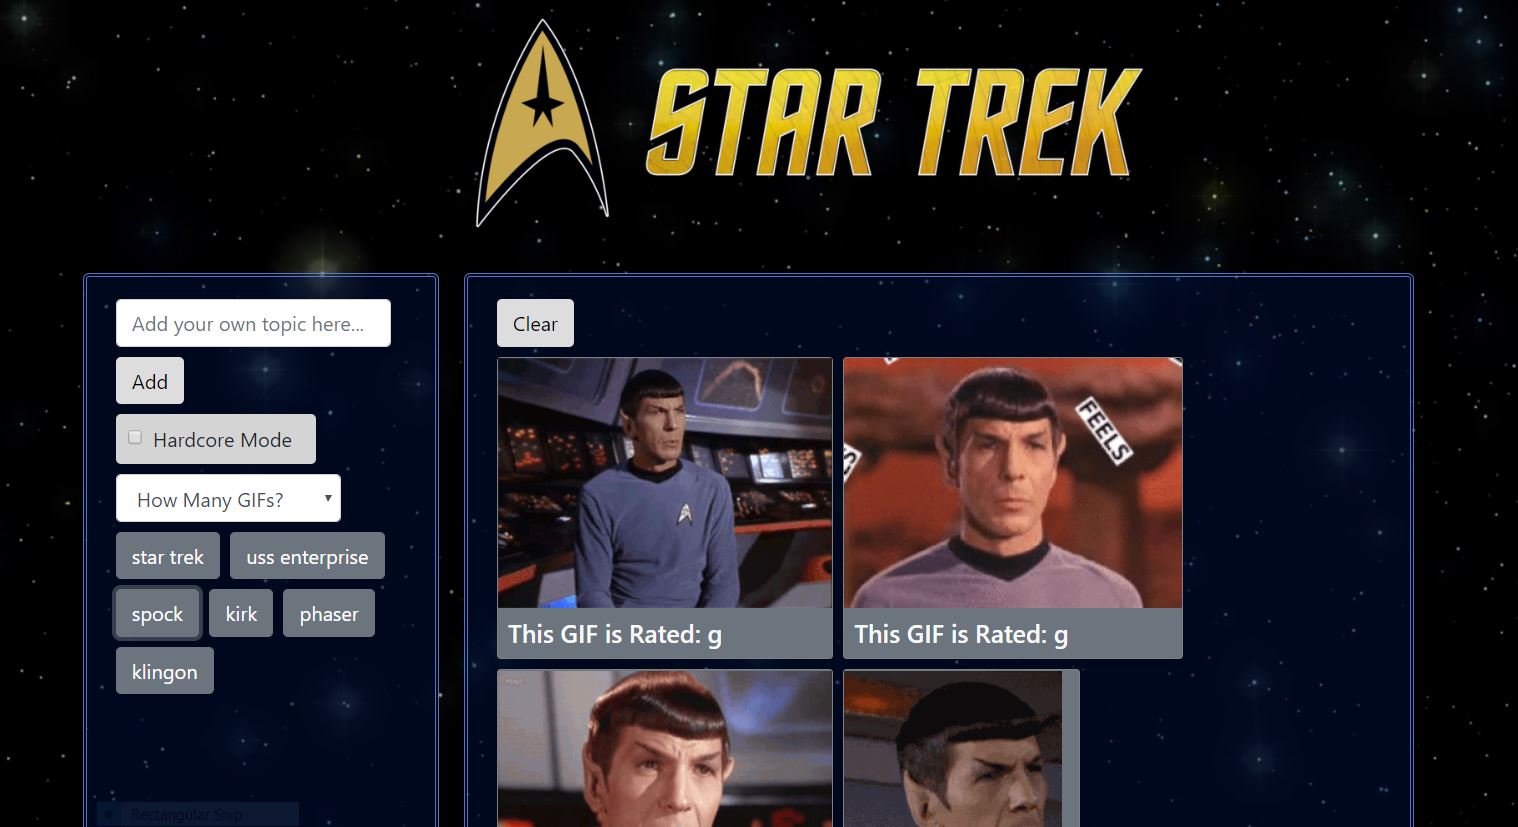 STAR TREK
Add your own topic here...
Add
Hardcore Mode
How Many GIFs?
star trek
uss enterprise
spock
kirk
phaser
klingon
Rectangular Snip
Clear
FEELS
This GIF is Rated: g
This GIF is Rated: g